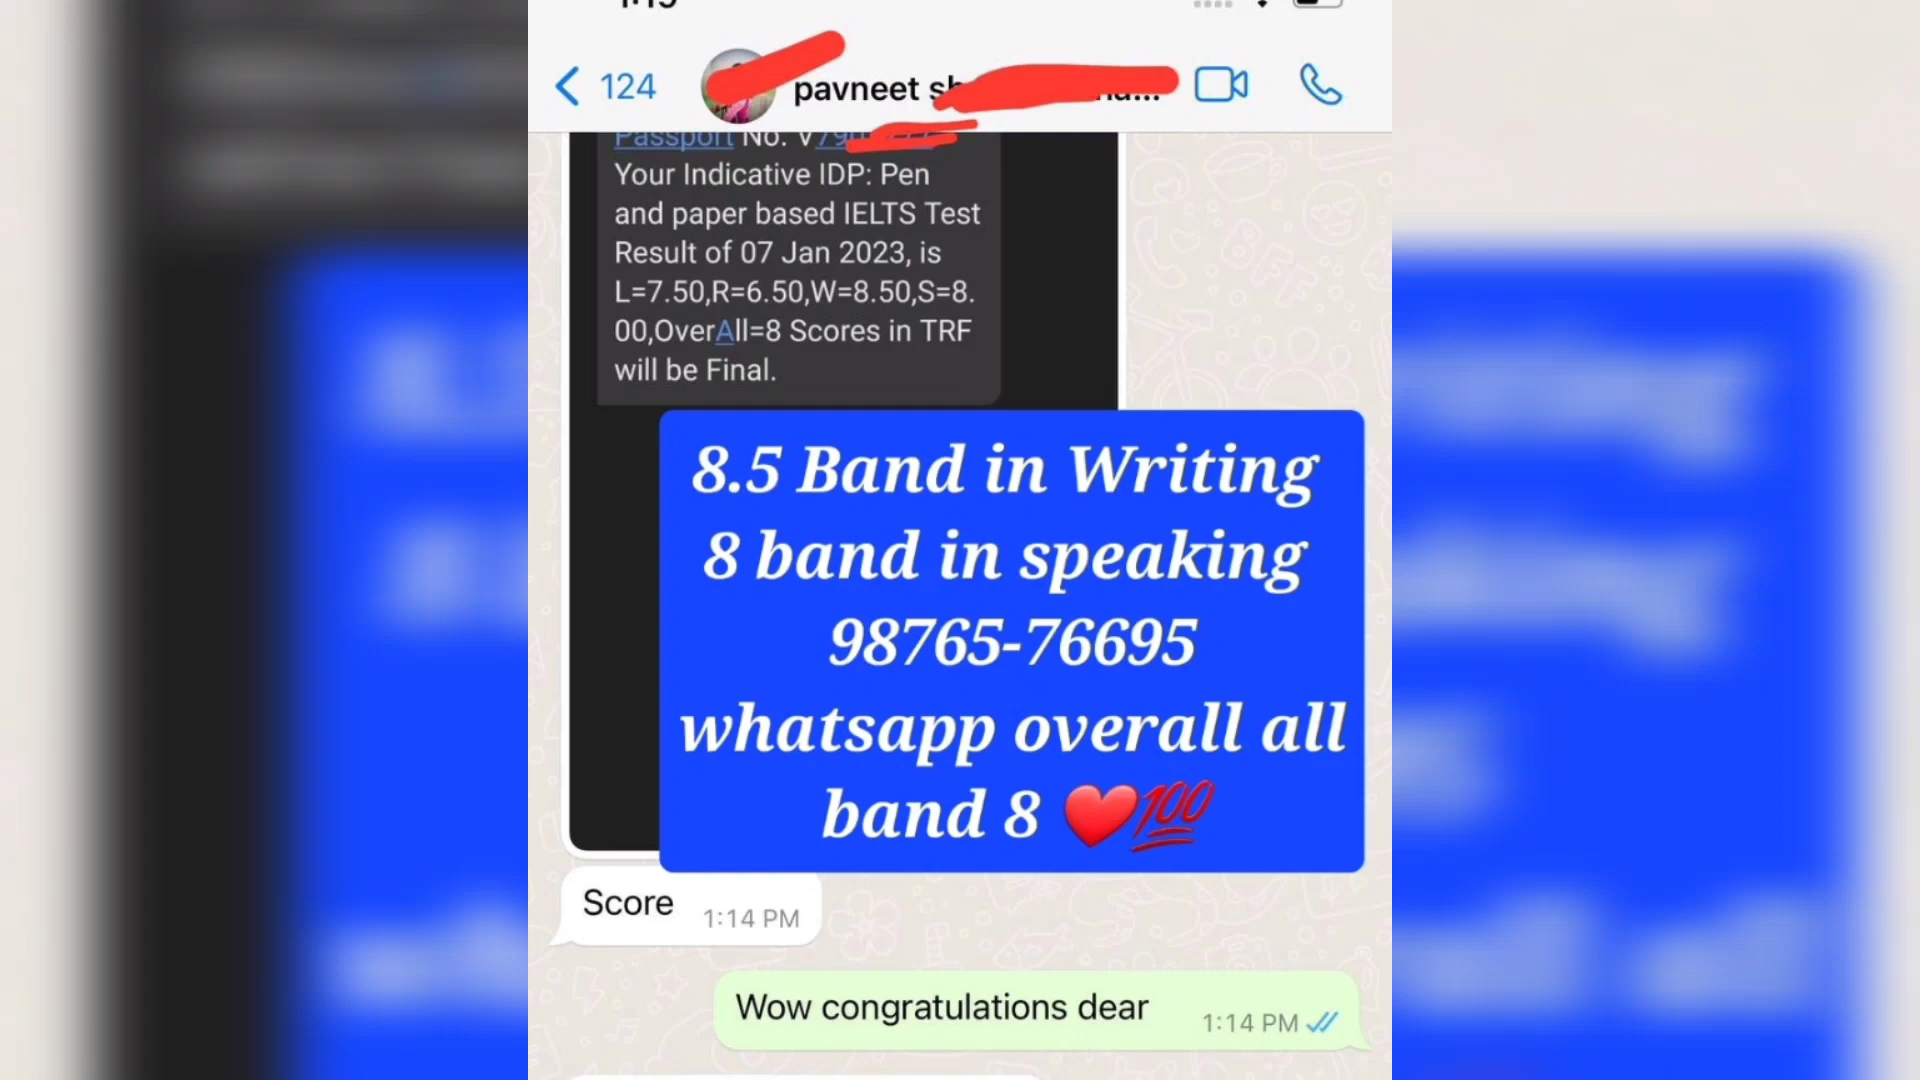 124
pavneet
Passport No. V79
Your Indicative IDP: Pen
and paper based IELTS Test
Result of 07 Jan 2023, is
L=7.50,R=6.50,W=8.50,S=8.
00,OverAll=8 Scores in TRF
will be Final.
8.5 Band in Writing
8 band in speaking
98765-76695
whatsapp overall all
band 8 ❤️💯
Score 1:14 PM
Wow congratulations dear 1:14 PM